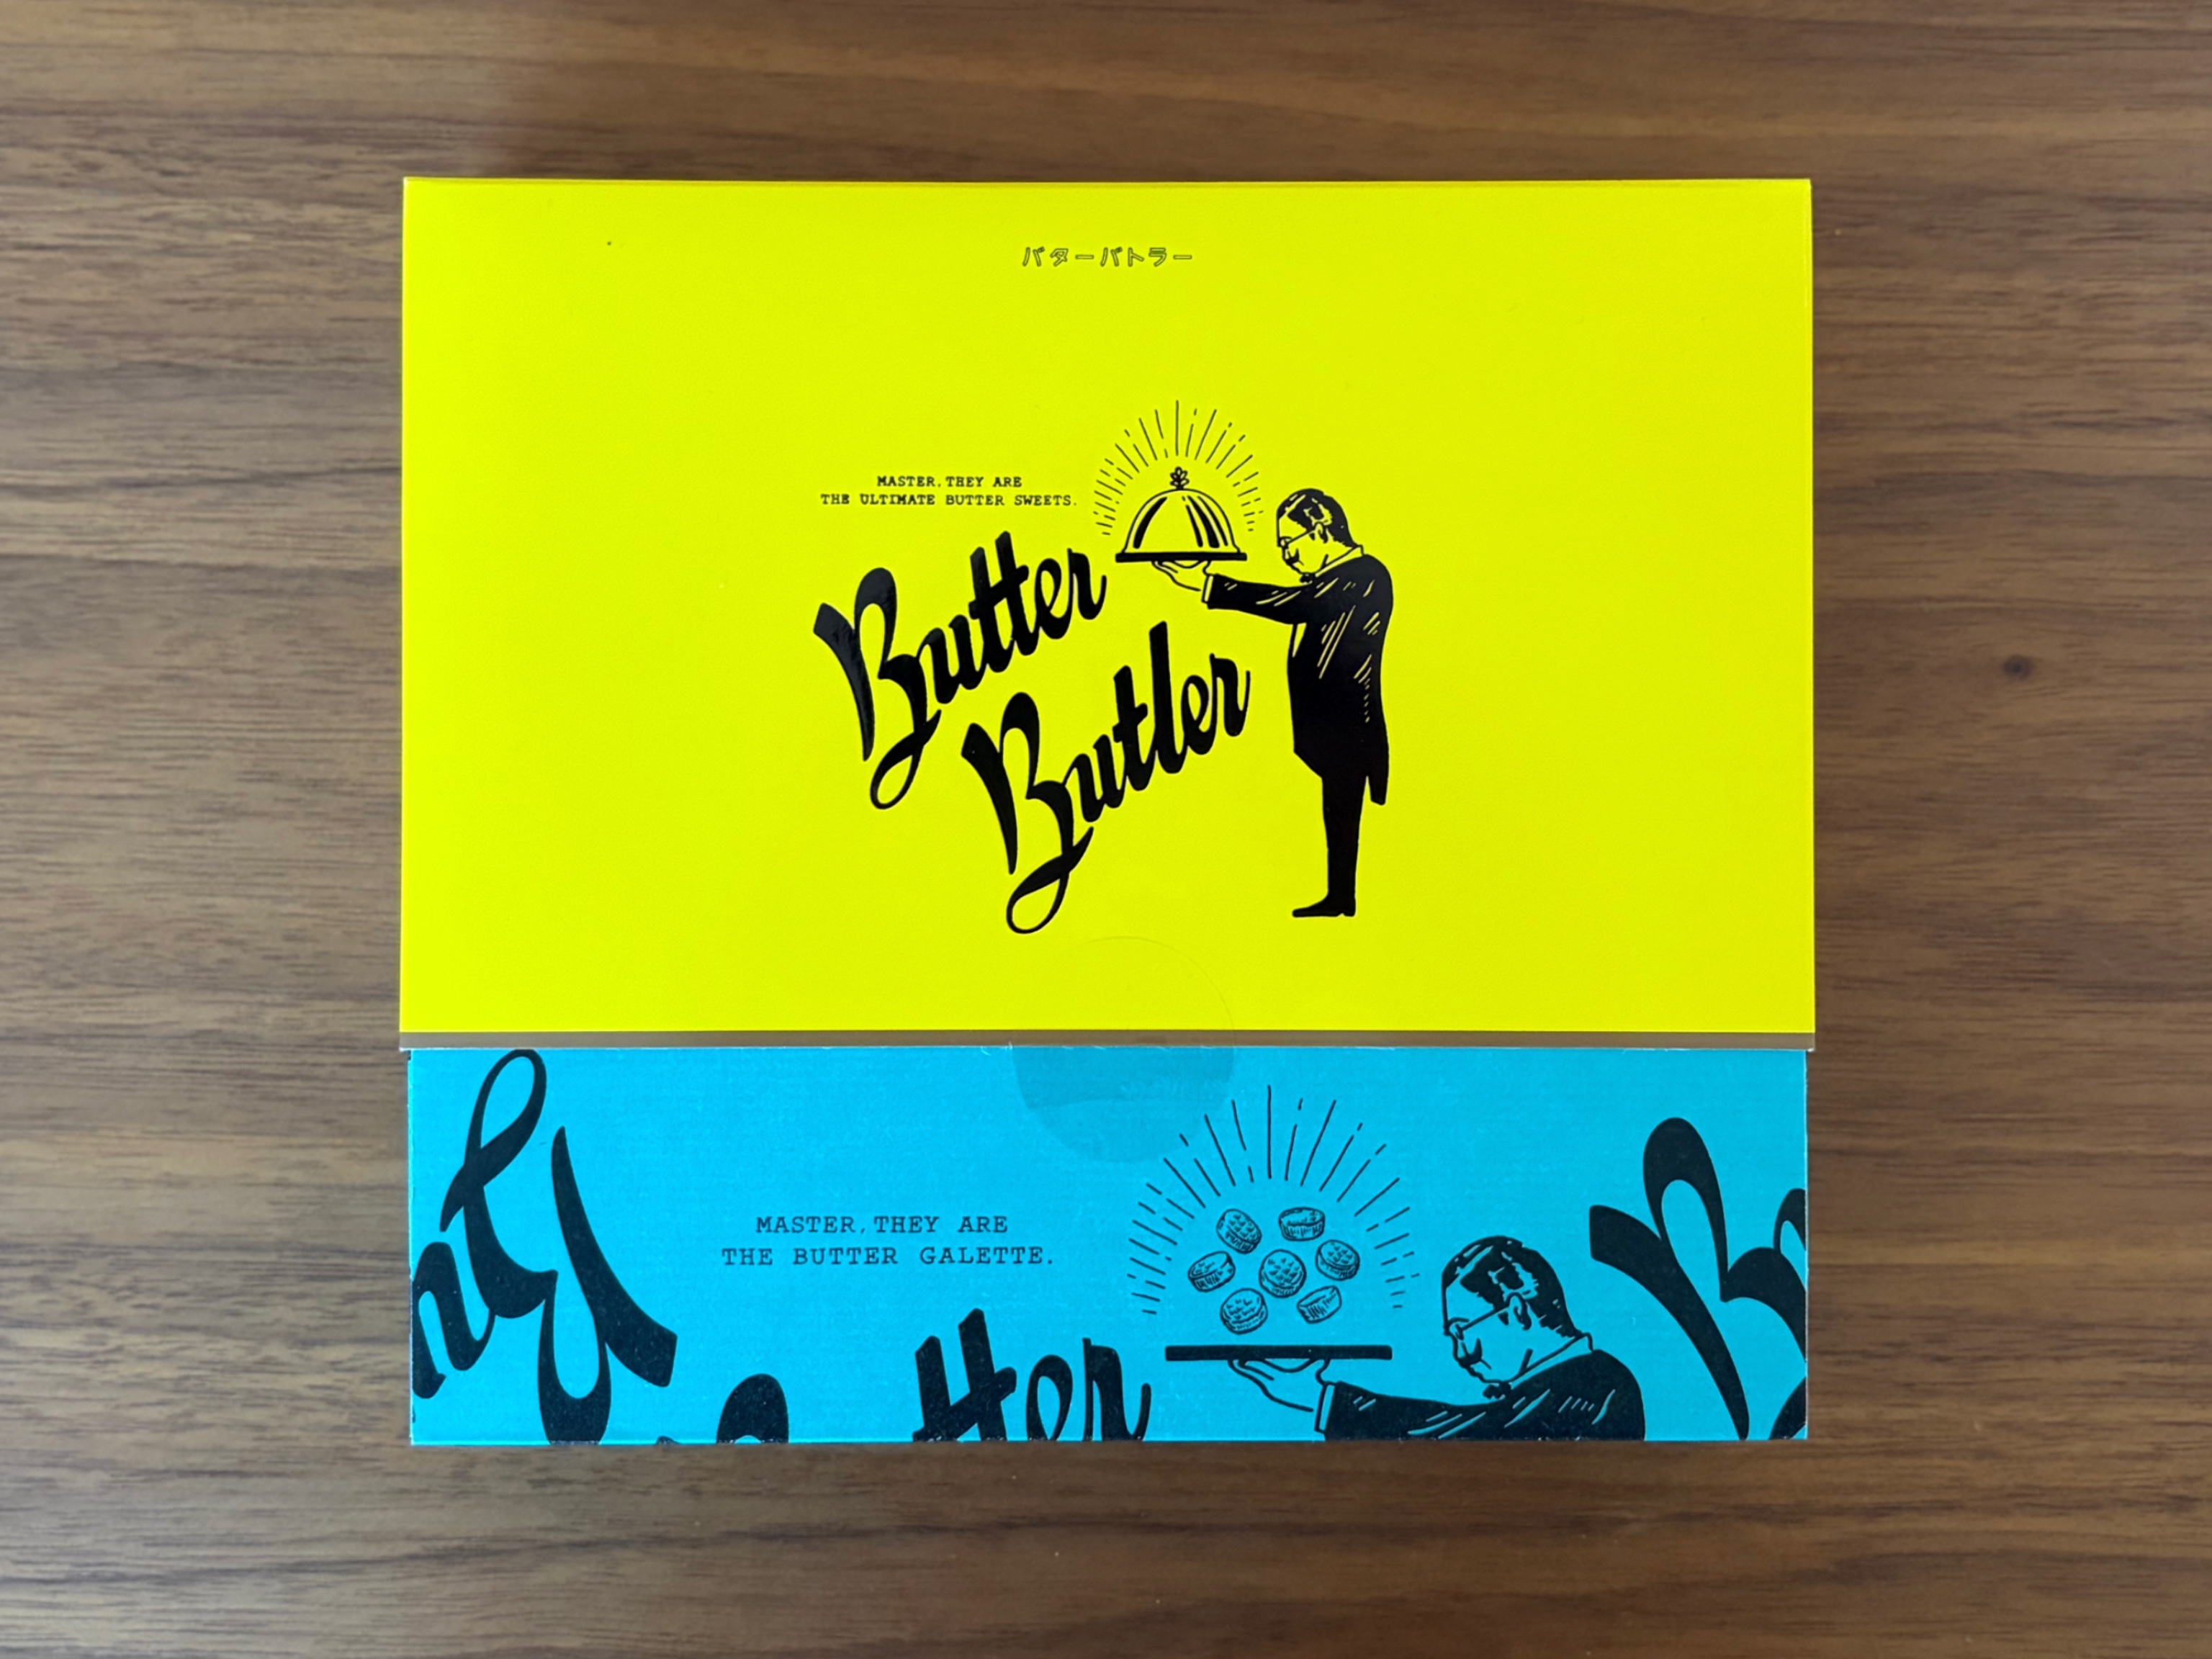 バターバトラー
MASTER, THEY ARE
THE ULTIMATE BUTTER SWEETS.
Butter
Butler
MASTER, THEY ARE
THE BUTTER GALETTE.
tter